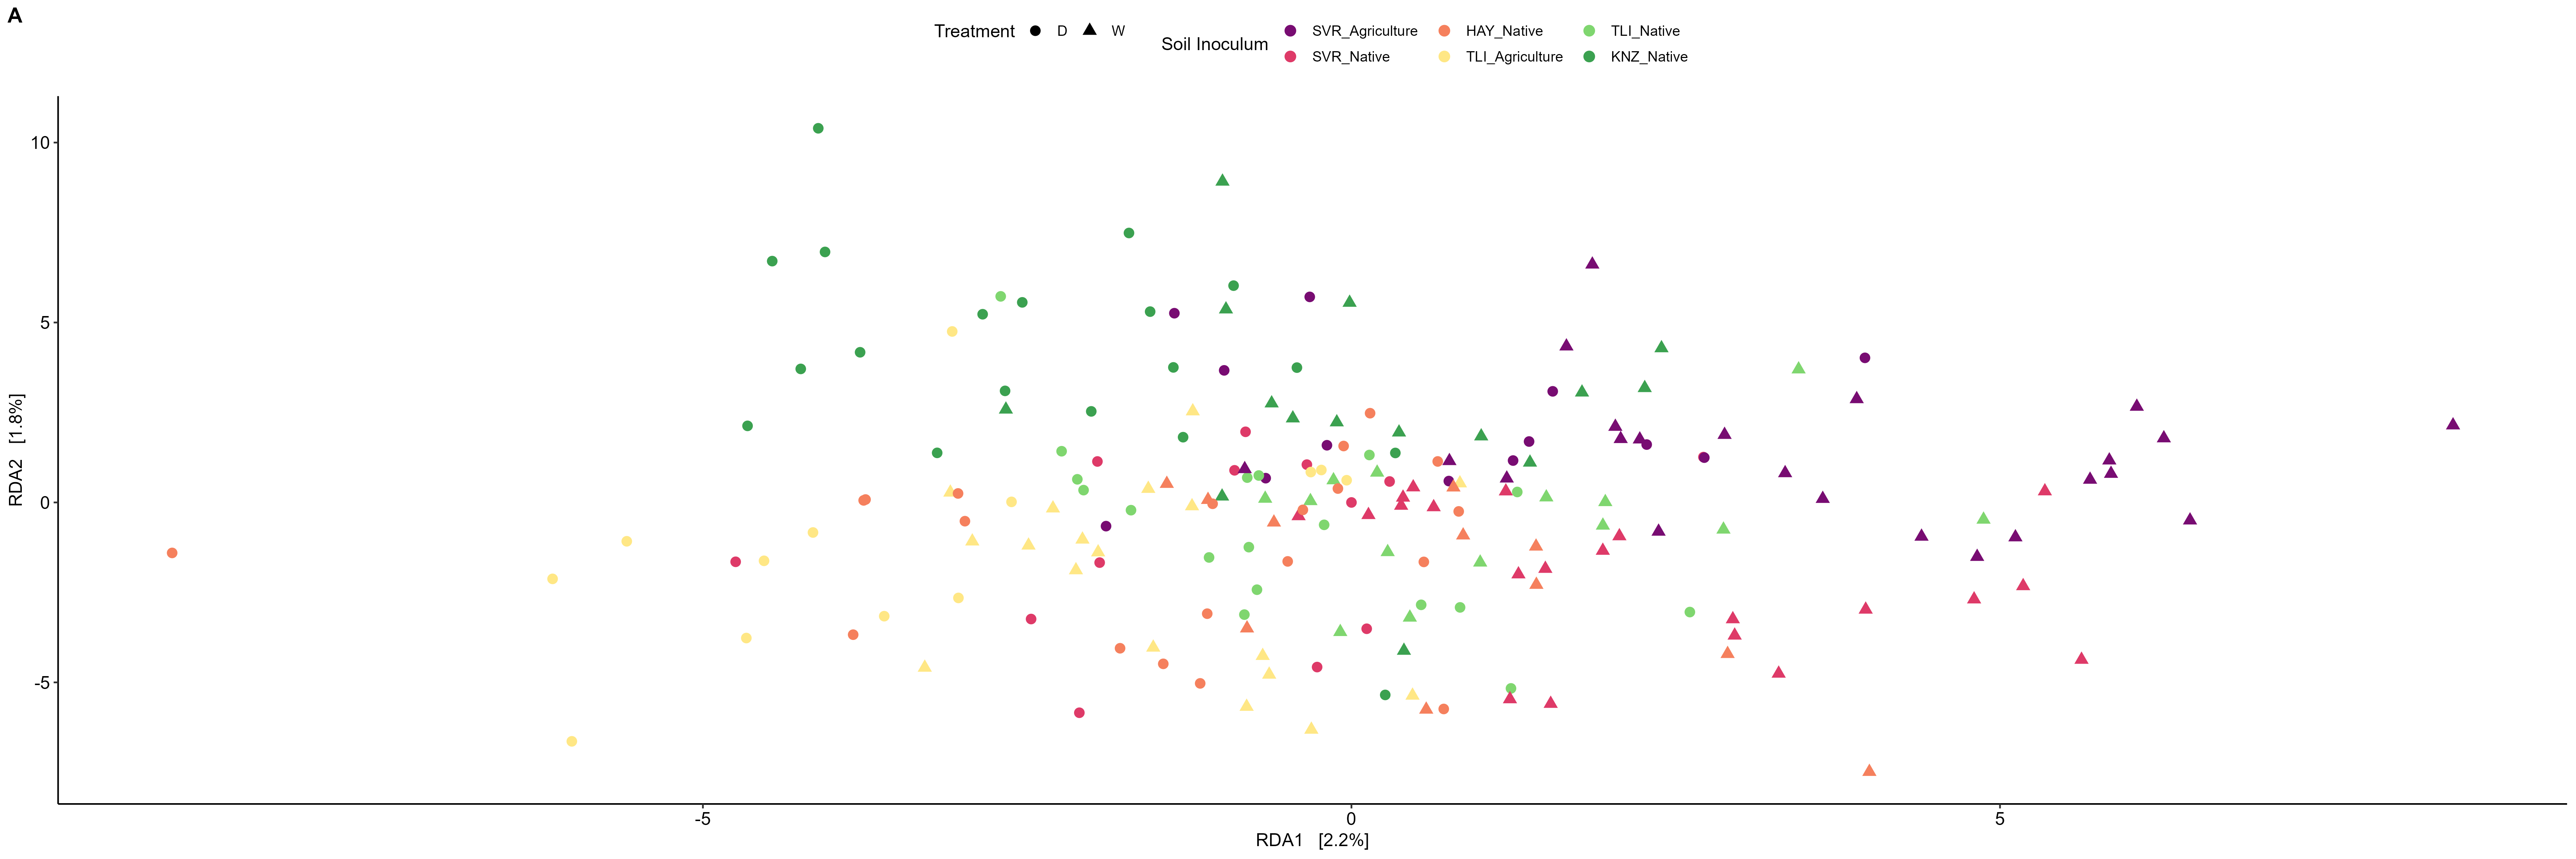 A
Treatment D W
Soil Inoculum
SVR_Agriculture HAY_Native TLI_Native
SVR_Native TLI_Agriculture KNZ_Native
10
5
0
-5
RDA2 [1.8%]
-5 0 5
RDA1 [2.2%]